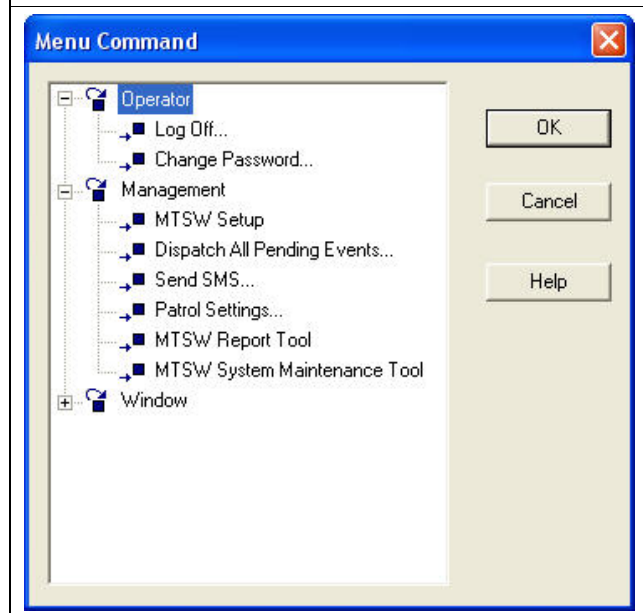 Menu Command
Operator
Log Off...
Change Password...
Management
MTSW Setup
Dispatch All Pending Events...
Send SMS...
Patrol Settings...
MTSW Report Tool
MTSW System Maintenance Tool
Window
OK
Cancel
Help